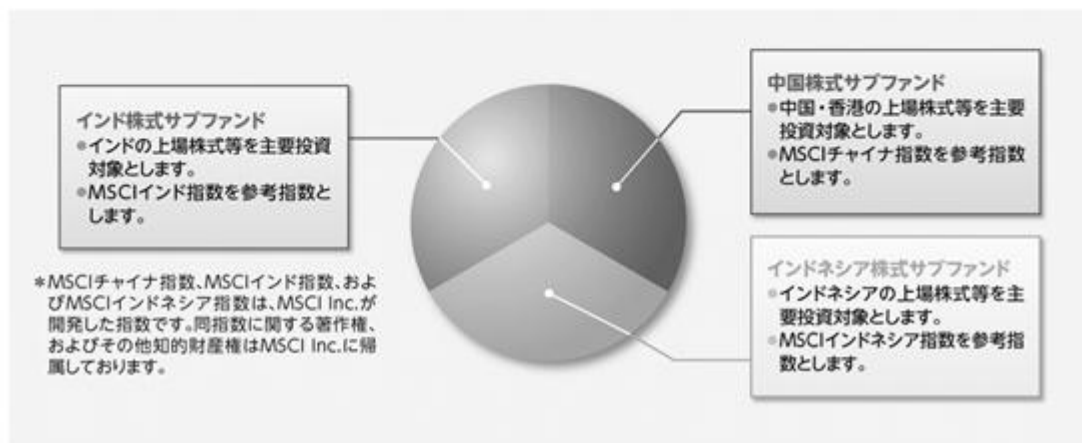 インド株式サブファンド
●インドの上場株式等を主要投資
対象とします。
●MSCIインド指数を参考指数と
します。
＊MSCIチャイナ指数、MSCIインド指数、およ
びMSCIインドネシア指数は、MSCI Inc.が
開発した指数です。同指数に関する著作権、
およびその他知的財産権はMSCI Inc.に帰
属しております。
中国株式サブファンド
●中国・香港の上場株式等を主要
投資対象とします。
●MSCIチャイナ指数を参考指数
とします。
インドネシア株式サブファンド
●インドネシアの上場株式等を主
要投資対象とします。
●MSCIインドネシア指数を参考指
数とします。